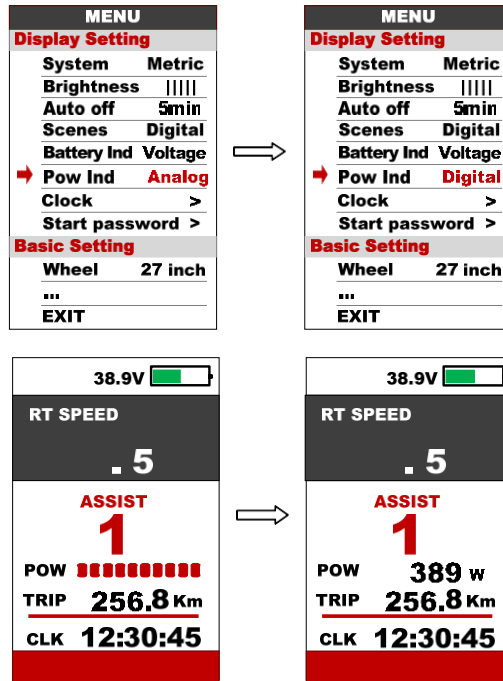 MENU
Display Setting
System Metric
Brightness |||||
Auto off 5min
Scenes Digital
Battery Ind Voltage
Pow Ind Analog
Clock >
Start password >
Basic Setting
Wheel 27 inch
...
EXIT
MENU
Display Setting
System Metric
Brightness |||||
Auto off 5min
Scenes Digital
Battery Ind Voltage
Pow Ind Digital
Clock >
Start password >
Basic Setting
Wheel 27 inch
...
EXIT
38.9V
RT SPEED
. 5
ASSIST
1
POW
TRIP 256.8 Km
CLK 12:30:45
38.9V
RT SPEED
. 5
ASSIST
1
POW 389 W
TRIP 256.8 Km
CLK 12:30:45